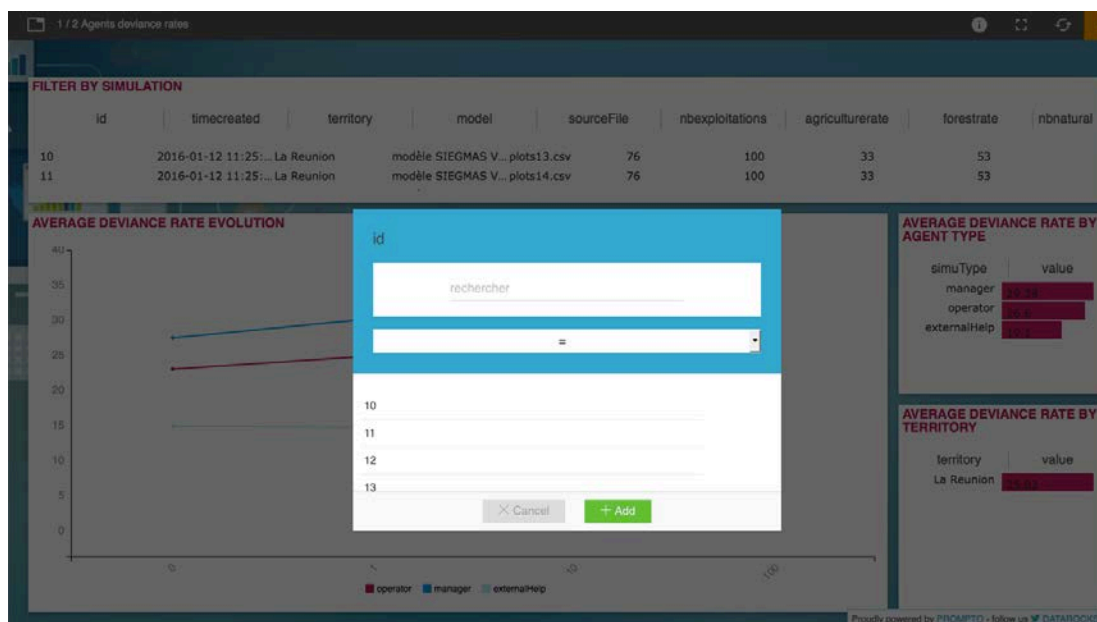 1 / 2 Agents deviance rates
FILTER BY SIMULATION
id timecreated territory model sourceFile nbexploitations agriculturerate forestrate nbnatural
10 2016-01-12 11:25:... La Reunion modèle SIEGMAS V... plots13.csv 76 100 33 53
11 2016-01-12 11:25:... La Reunion modèle SIEGMAS V... plots14.csv 76 100 33 53
AVERAGE DEVIANCE RATE EVOLUTION
40
35
30
25
20
15
10
5
0
0 1 10 100
operator manager externalHelp
id
rechercher
=
10
11
12
13
Cancel + Add
AVERAGE DEVIANCE RATE BY
AGENT TYPE
simuType value
manager
operator
externalHelp
AVERAGE DEVIANCE RATE BY
TERRITORY
territory value
La Reunion
Proudly powered by PROMPTO - follow us DATAROCKS